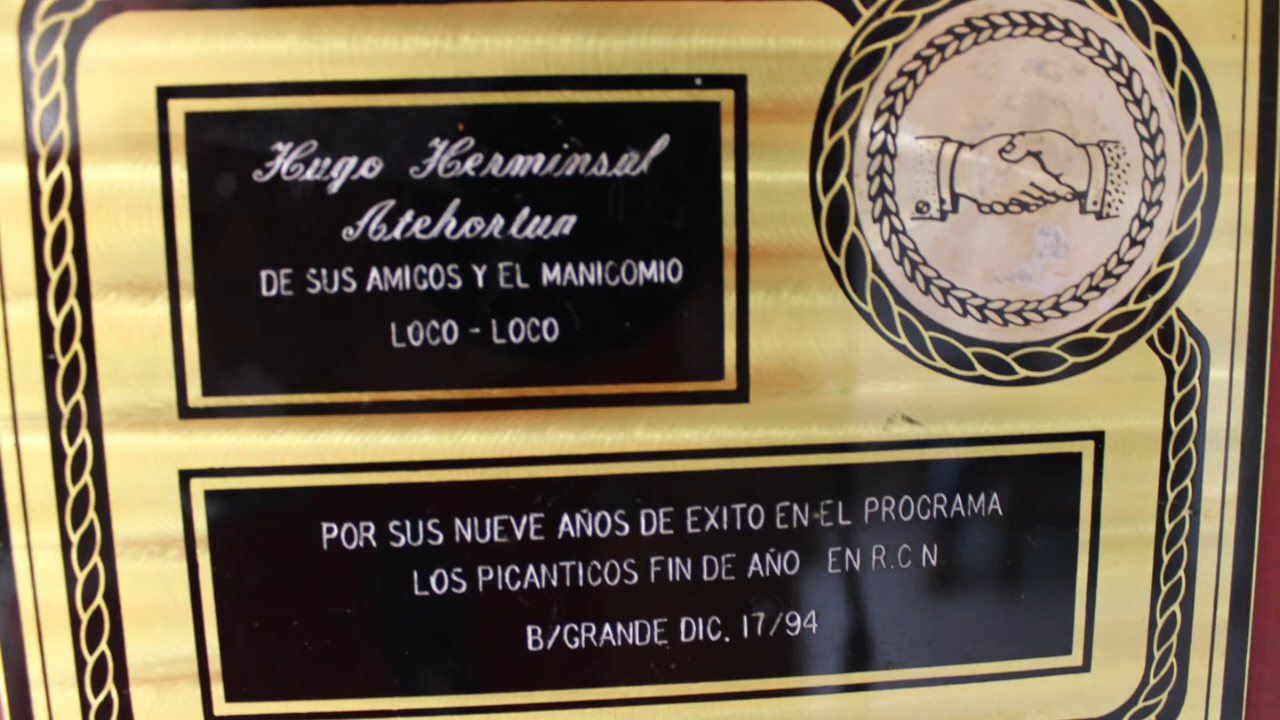 Hugo Herminsul
Atehortua
DE SUS AMIGOS Y EL MANICOMIO
LOCO - LOCO
POR SUS NUEVE AÑOS DE EXITO EN EL PROGRAMA
LOS PICANTICOS FIN DE AÑO EN R.C N
B/GRANDE DIC. 17/94